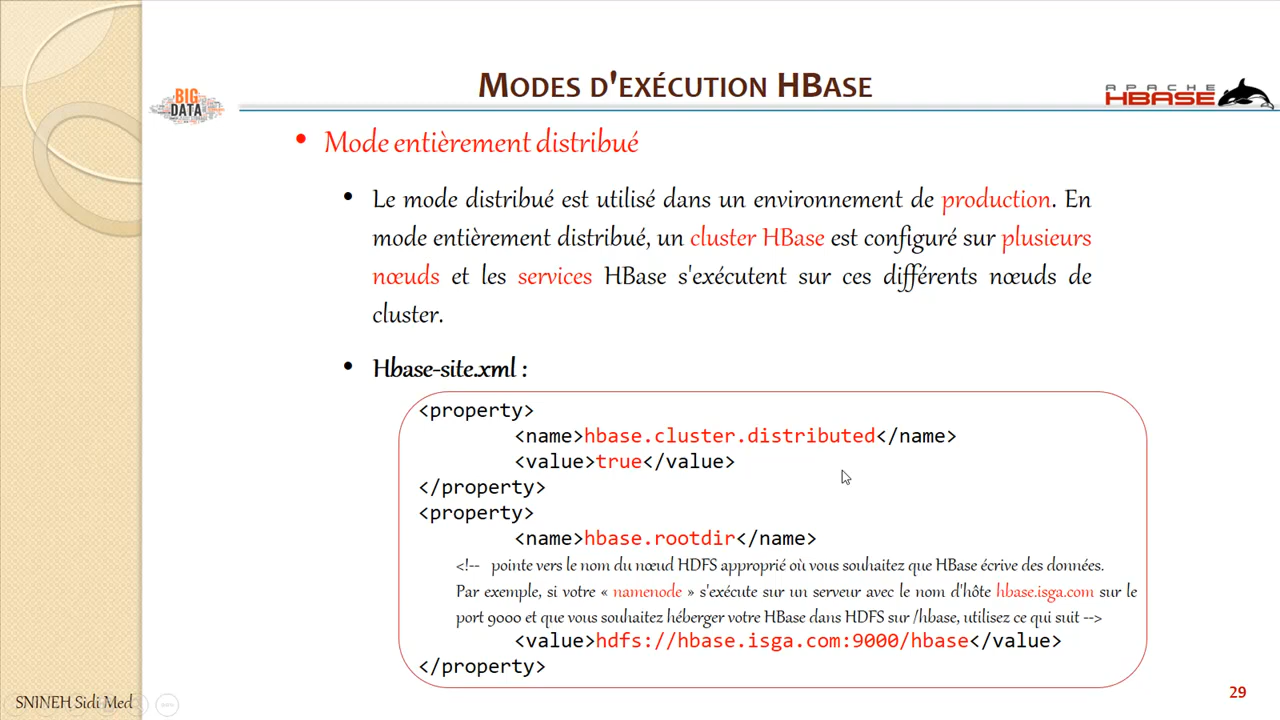 MODES D'EXÉCUTION HBASE
BIG
DATA
APACHE
HBASE
• Mode entièrement distribué
• Le mode distribué est utilisé dans un environnement de production. En
mode entièrement distribué, un cluster HBase est configuré sur plusieurs
nœuds et les services HBase s'exécutent sur ces différents nœuds de
cluster.
• Hbase-site.xml :
<property>
<name>hbase.cluster.distributed</name>
<value>true</value>
</property>
<property>
<name>hbase.rootdir</name>
<!-- pointe vers le nom du nœud HDFS approprié où vous souhaitez que HBase écrive des données.
Par exemple, si votre « namenode » s'exécute sur un serveur avec le nom d'hôte hbase.isga.com sur le
port 9000 et que vous souhaitez héberger votre HBase dans HDFS sur /hbase, utilisez ce qui suit -->
<value>hdfs://hbase.isga.com:9000/hbase</value>
</property>
SNINEH Sidi Med
29